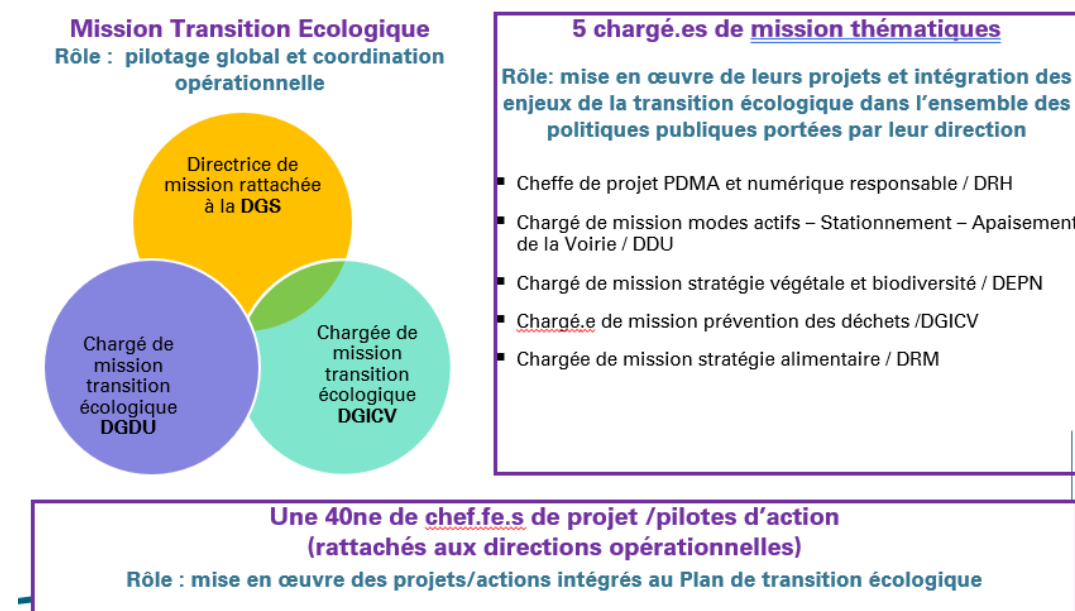 Mission Transition Ecologique
Rôle : pilotage global et coordination
opérationnelle
Directrice de
mission rattachée
à la DGS
Chargé de
mission
transition
écologique
DGDU
Chargée de
mission
transition
écologique
DGICV
5 chargé.es de mission thématiques
Rôle: mise en œuvre de leurs projets et intégration des
enjeux de la transition écologique dans l'ensemble des
politiques publiques portées par leur direction
▪ Cheffe de projet PDMA et numérique responsable / DRH
▪ Chargé de mission modes actifs – Stationnement – Apaisement
de la Voirie / DDU
▪ Chargé de mission stratégie végétale et biodiversité / DEPN
▪ Chargé.e de mission prévention des déchets /DGICV
▪ Chargée de mission stratégie alimentaire / DRM
Une 40ne de chef.fe.s de projet /pilotes d'action
(rattachés aux directions opérationnelles)
Rôle : mise en œuvre des projets/actions intégrés au Plan de transition écologique